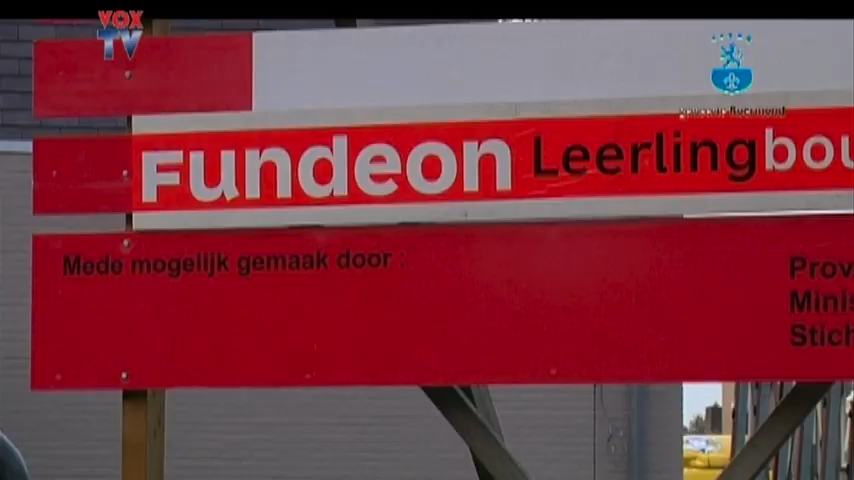 VOX
TV
Fundeon Leerlingbou
Mede mogelijk gemaak door :
Prov
Minis
Stich